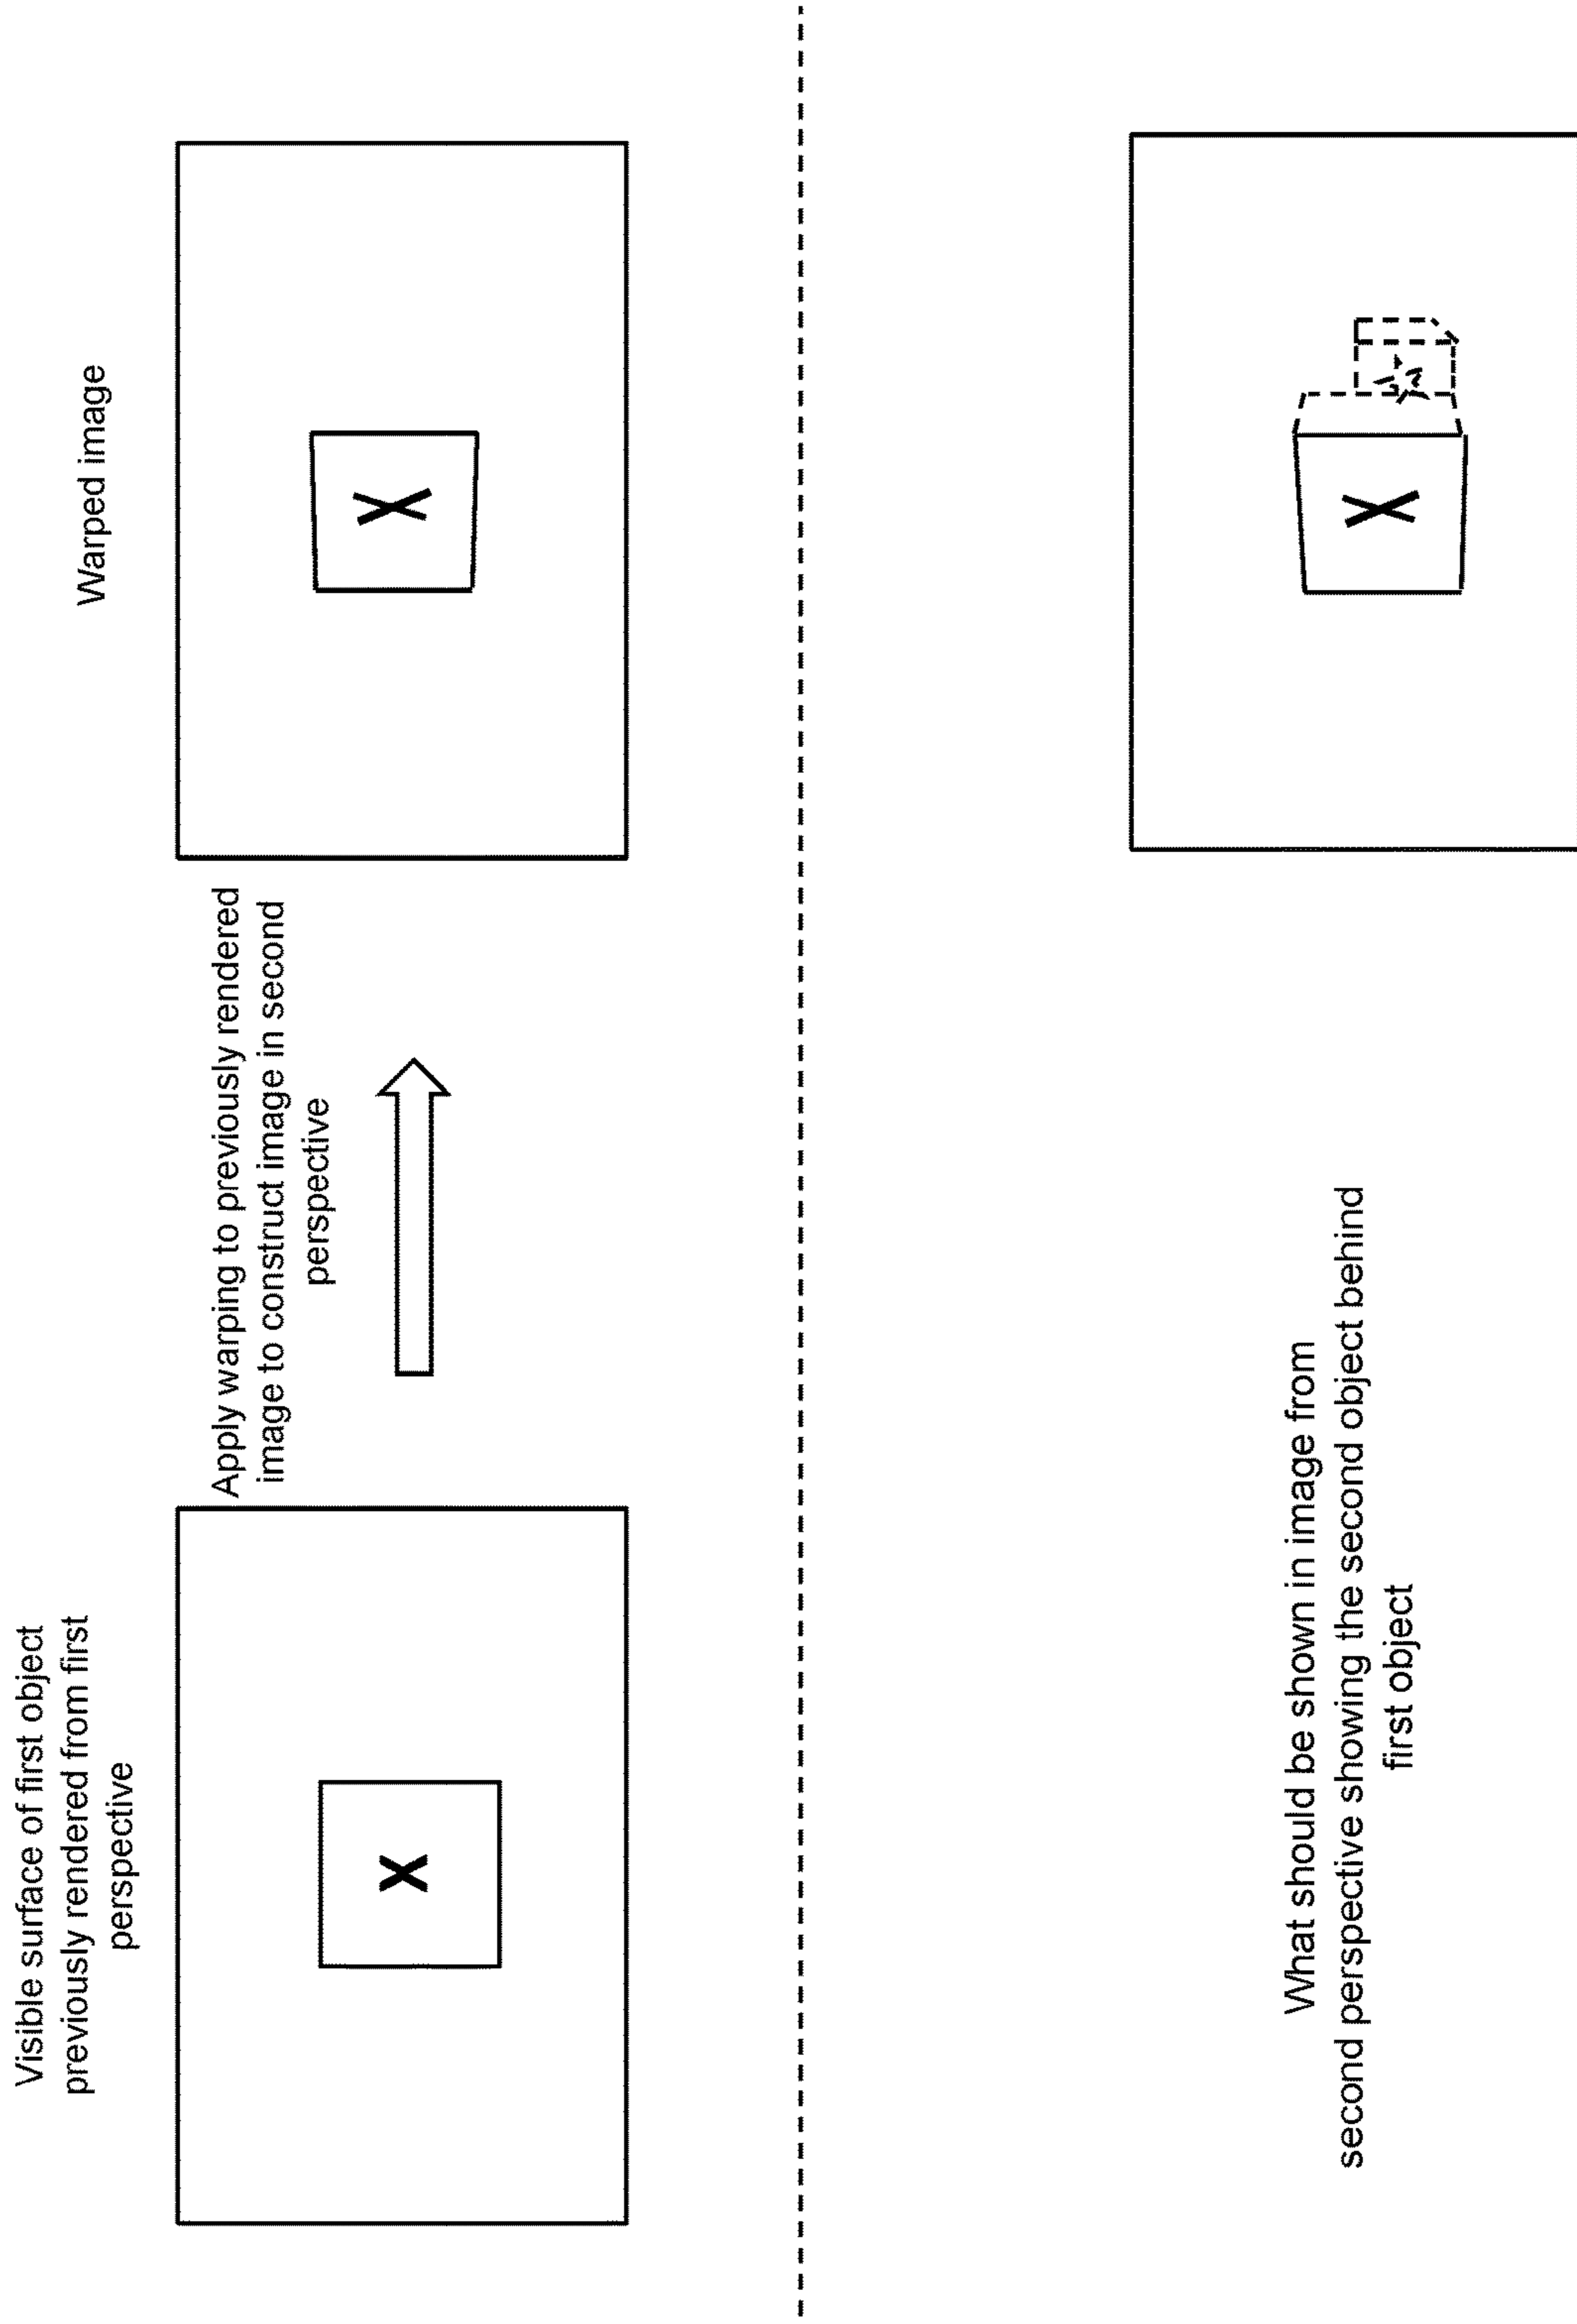 Visible surface of first object
previously rendered from first
perspective
Apply warping to previously rendered
image to construct image in second
perspective
Warped image
X
X
What should be shown in image from
second perspective showing the second object behind
first object
X